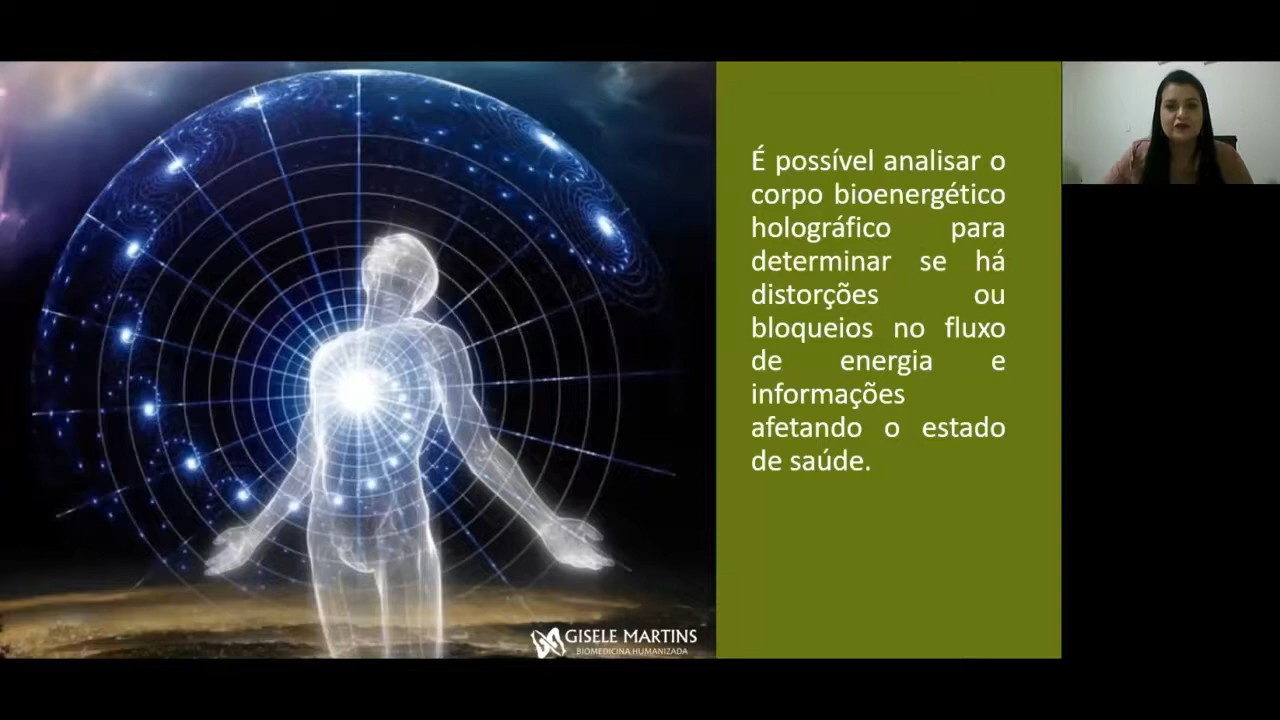 É possível analisar o
corpo bioenergético
holográfico para
determinar se há
distorções ou
bloqueios no fluxo
de energia e
informações
afetando o estado
de saúde.
GISELE MARTINS
BIOMEDICINA HUMANIZADA